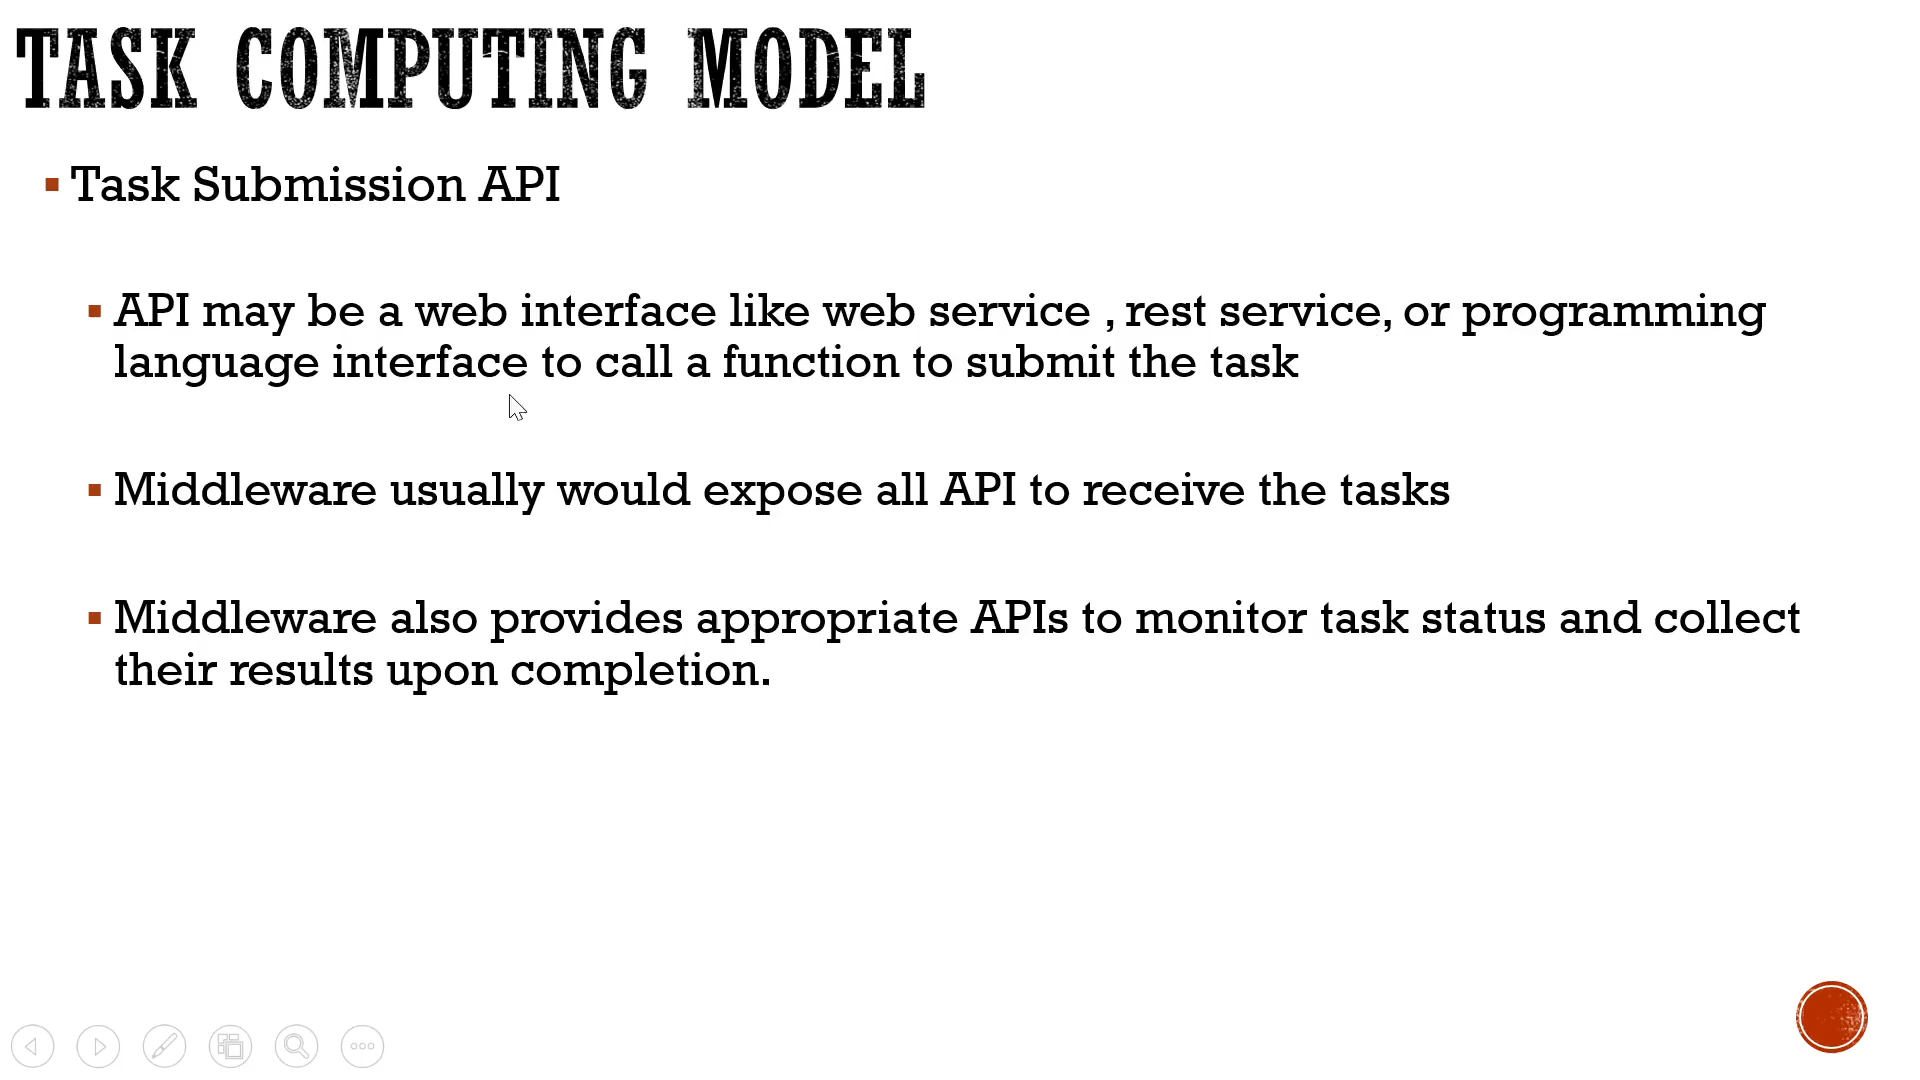 TASK COMPUTING MODEL
Task Submission API
API may be a web interface like web service , rest service, or programming
language interface to call a function to submit the task
Middleware usually would expose all API to receive the tasks
Middleware also provides appropriate APIs to monitor task status and collect
their results upon completion.